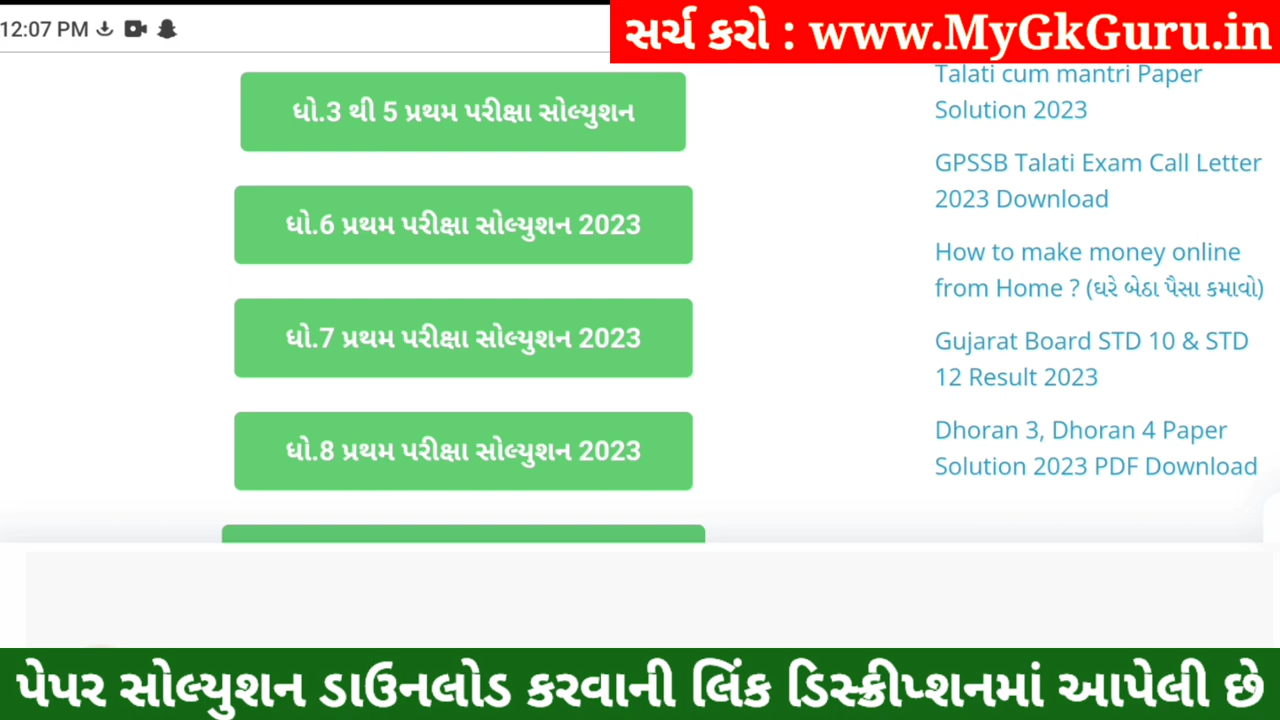 12:07 PM
સર્ચ કરો : www.MyGkGuru.in
ધો.3 થી 5 પ્રથમ પરીક્ષા સોલ્યુશન
ધો.6 પ્રથમ પરીક્ષા સોલ્યુશન 2023
ધો.7 પ્રથમ પરીક્ષા સોલ્યુશન 2023
ધો.8 પ્રથમ પરીક્ષા સોલ્યુશન 2023
Talati cum mantri Paper
Solution 2023
GPSSB Talati Exam Call Letter
2023 Download
How to make money online
from Home ? (ઘરે બેઠા પૈસા કમાવો)
Gujarat Board STD 10 & STD
12 Result 2023
Dhoran 3, Dhoran 4 Paper
Solution 2023 PDF Download
પેપર સોલ્યુશન ડાઉનલોડ કરવાની લિંક ડિસ્ક્રીપ્શનમાં આપેલી છે